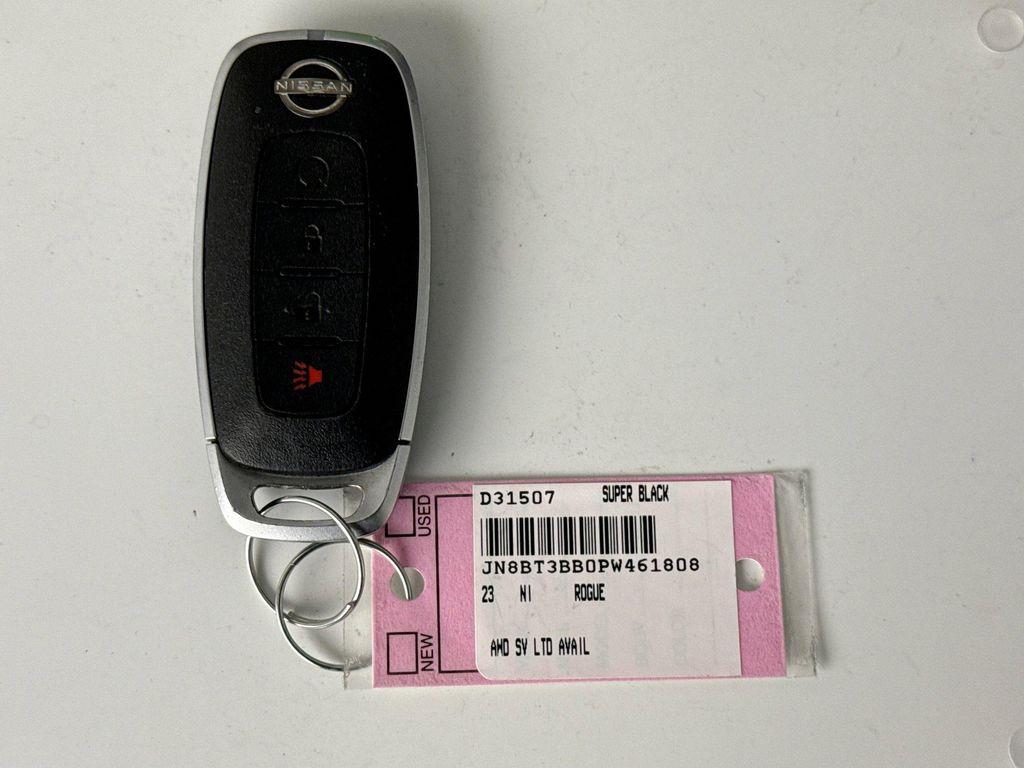 NISSAN
USED
NEW
D31507 SUPER BLACK
JN8BT3BB0PW461808
23 NI ROGUE
AWD SV LTD AVAIL